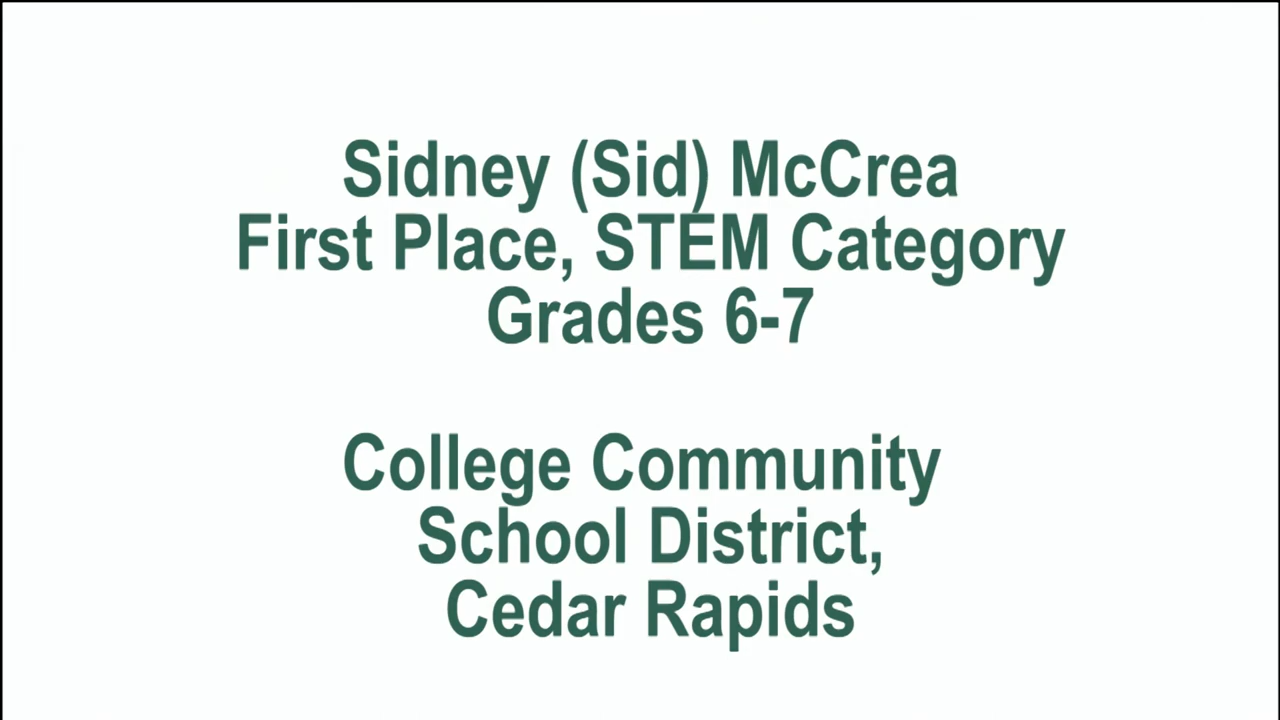 Sidney (Sid) McCrea
First Place, STEM Category
Grades 6-7
College Community
School District,
Cedar Rapids